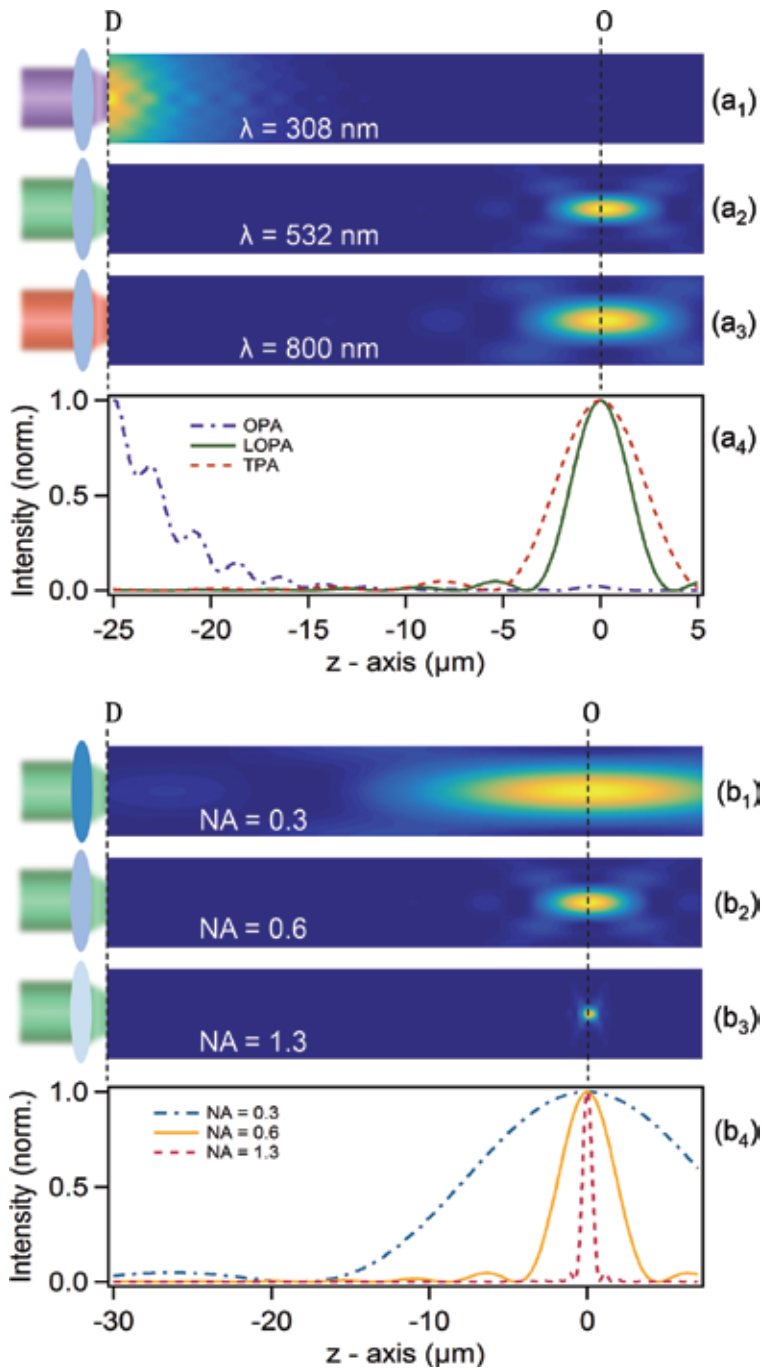 D O
λ = 308 nm (a1)
λ = 532 nm (a2)
λ = 800 nm (a3)
Intensity (norm.)
1.0
0.5
0.0
OPA
LOPA
TPA
(a4)
-25 -20 -15 -10 -5 0 5
z - axis (μm)
D O
NA = 0.3 (b1)
NA = 0.6 (b2)
NA = 1.3 (b3)
Intensity (norm.)
1.0
0.5
0.0
NA = 0.3
NA = 0.6
NA = 1.3
(b4)
-30 -20 -10 0
z - axis (μm)